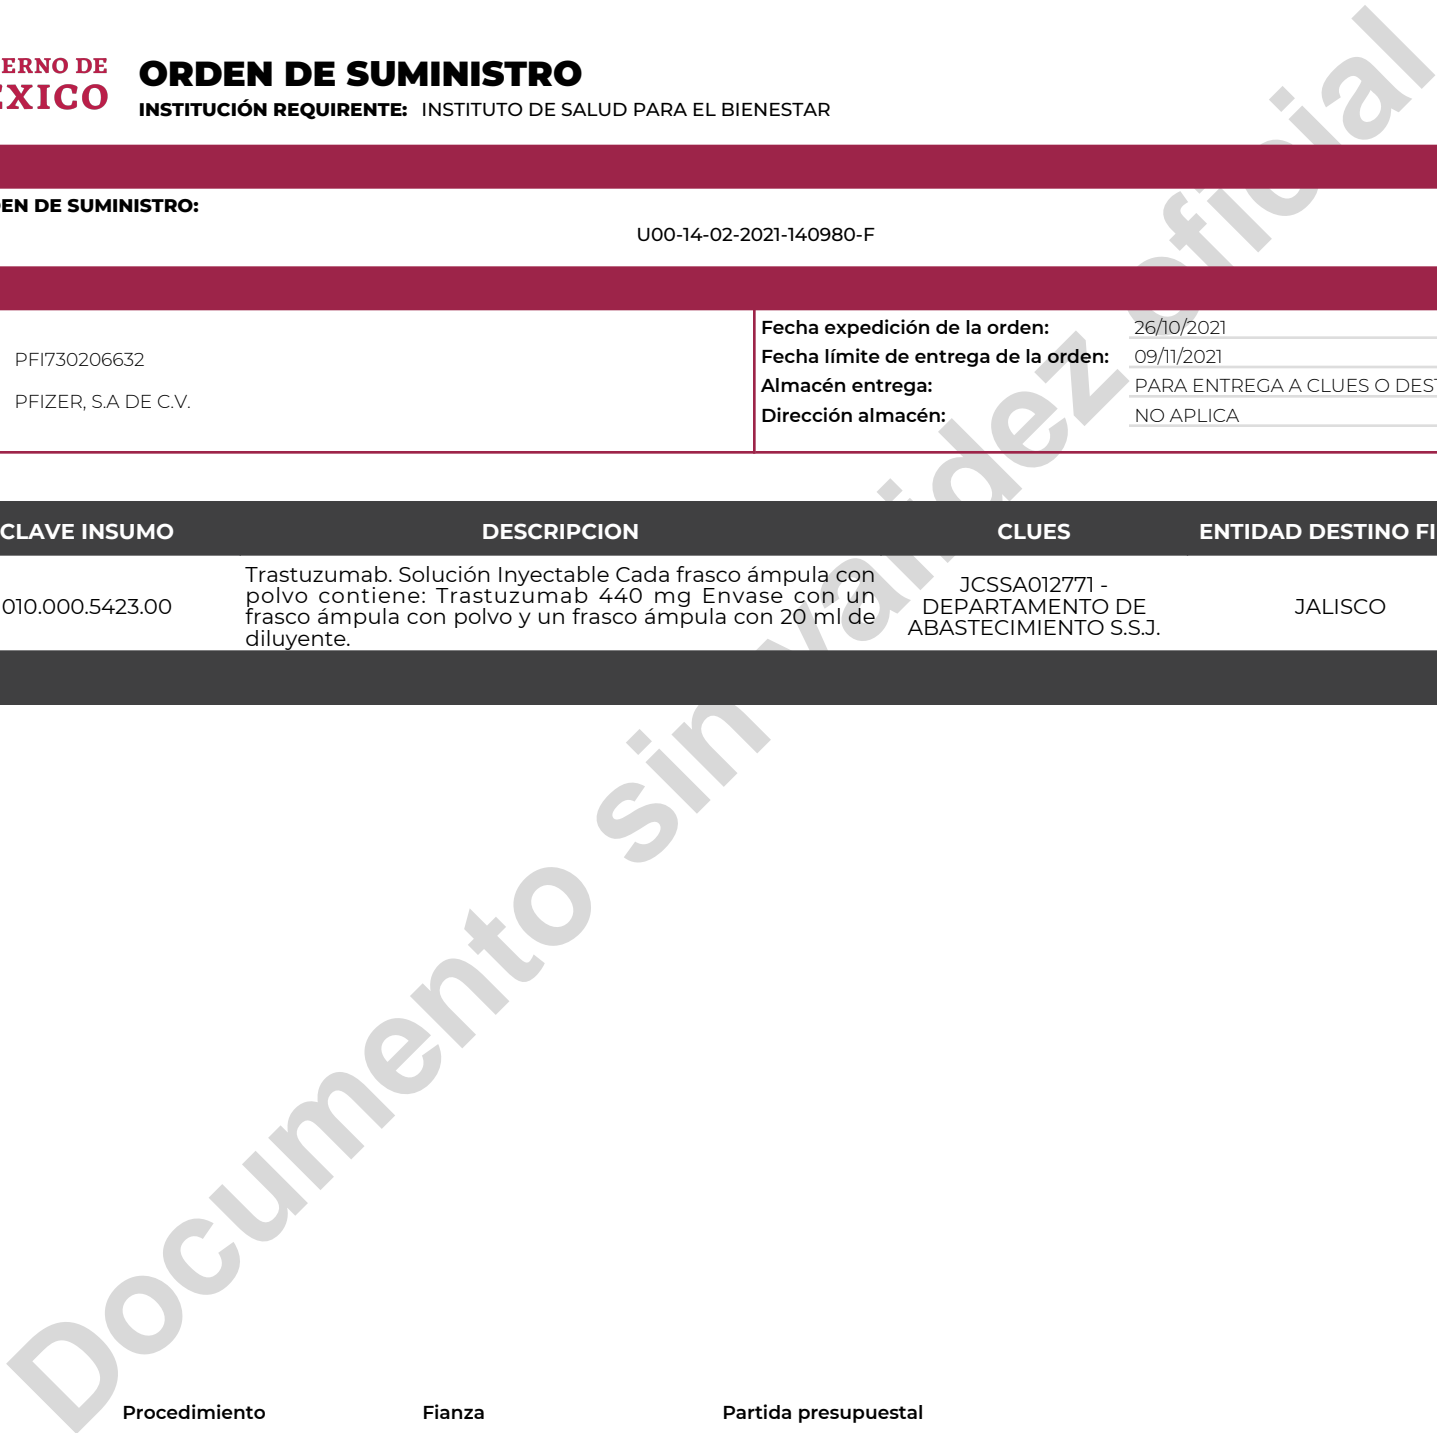 ERNO DE
EXICO
ORDEN DE SUMINISTRO
INSTITUCIÓN REQUIRENTE: INSTITUTO DE SALUD PARA EL BIENESTAR
EN DE SUMINISTRO:
U00-14-02-2021-140980-F
PFI730206632
PFIZER, S.A DE C.V.
Fecha expedición de la orden: 26/10/2021
Fecha límite de entrega de la orden: 09/11/2021
Almacén entrega: PARA ENTREGA A CLUES O DEST
Dirección almacén: NO APLICA
CLAVE INSUMO DESCRIPCION CLUES ENTIDAD DESTINO FI
010.000.5423.00
Trastuzumab. Solución Inyectable Cada frasco ámpula con
polvo contiene: Trastuzumab 440 mg Envase con un
frasco ámpula con polvo y un frasco ámpula con 20 ml de
diluyente.
JCSSA012771 -
DEPARTAMENTO DE
ABASTECIMIENTO S.S.J.
JALISCO
Documento sin validez oficial
Procedimiento Fianza Partida presupuestal